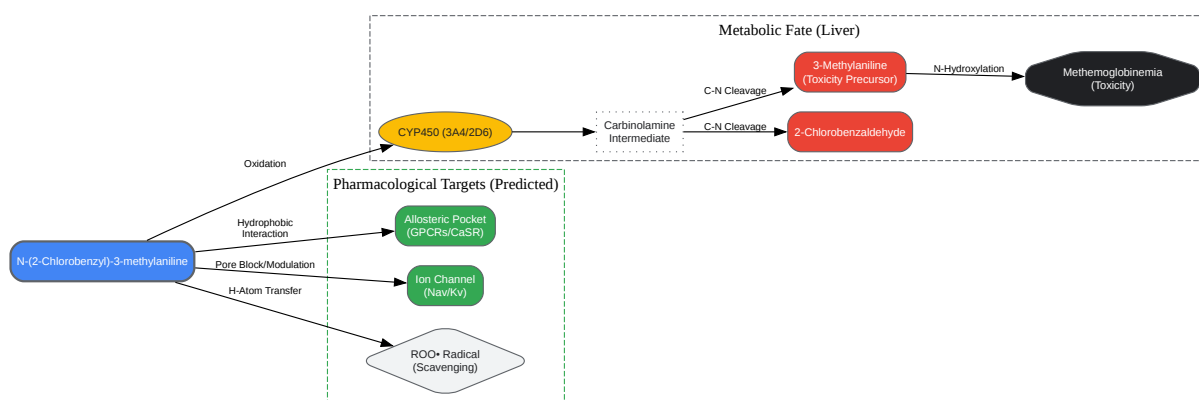 Metabolic Fate (Liver)
3-Methylaniline
(Toxicity Precursor)
N-Hydroxylation
Methemoglobinemia
(Toxicity)
C-N Cleavage
CYP450 (3A4/2D6)
Carbinolamine
Intermediate
C-N Cleavage
2-Chlorobenzaldehyde
Oxidation
Pharmacological Targets (Predicted)
Hydrophobic
Interaction
Allosteric Pocket
(GPCRs/CaSR)
N-(2-Chlorobenzyl)-3-methylaniline
Pore Block/Modulation
Ion Channel
(Nav/Kv)
H-Atom Transfer
ROO• Radical
(Scavenging)